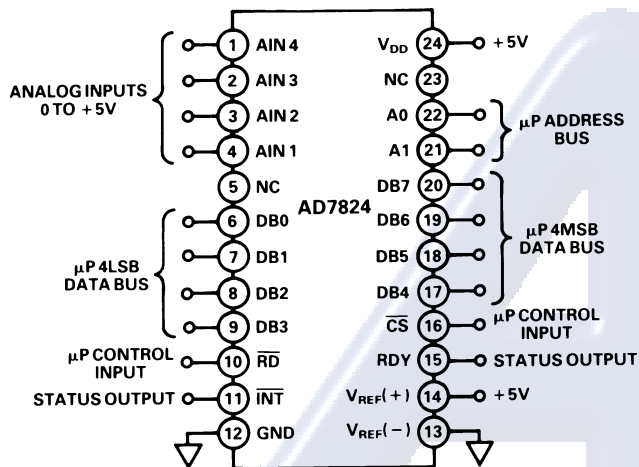 ANALOG INPUTS
0 TO +5V
1 AIN 4
2 AIN 3
3 AIN 2
4 AIN 1
5 NC
µP 4LSB
DATA BUS
6 DB0
7 DB1
8 DB2
9 DB3
µP CONTROL
INPUT
10 RD
STATUS OUTPUT
11 INT
12 GND
AD7824
VDD 24 +5V
NC 23
A0 22
A1 21
µP ADDRESS
BUS
DB7 20
DB6 19
DB5 18
DB4 17
µP 4MSB
DATA BUS
CS 16
µP CONTROL
INPUT
RDY 15 STATUS OUTPUT
VREF(+) 14 +5V
VREF(−) 13